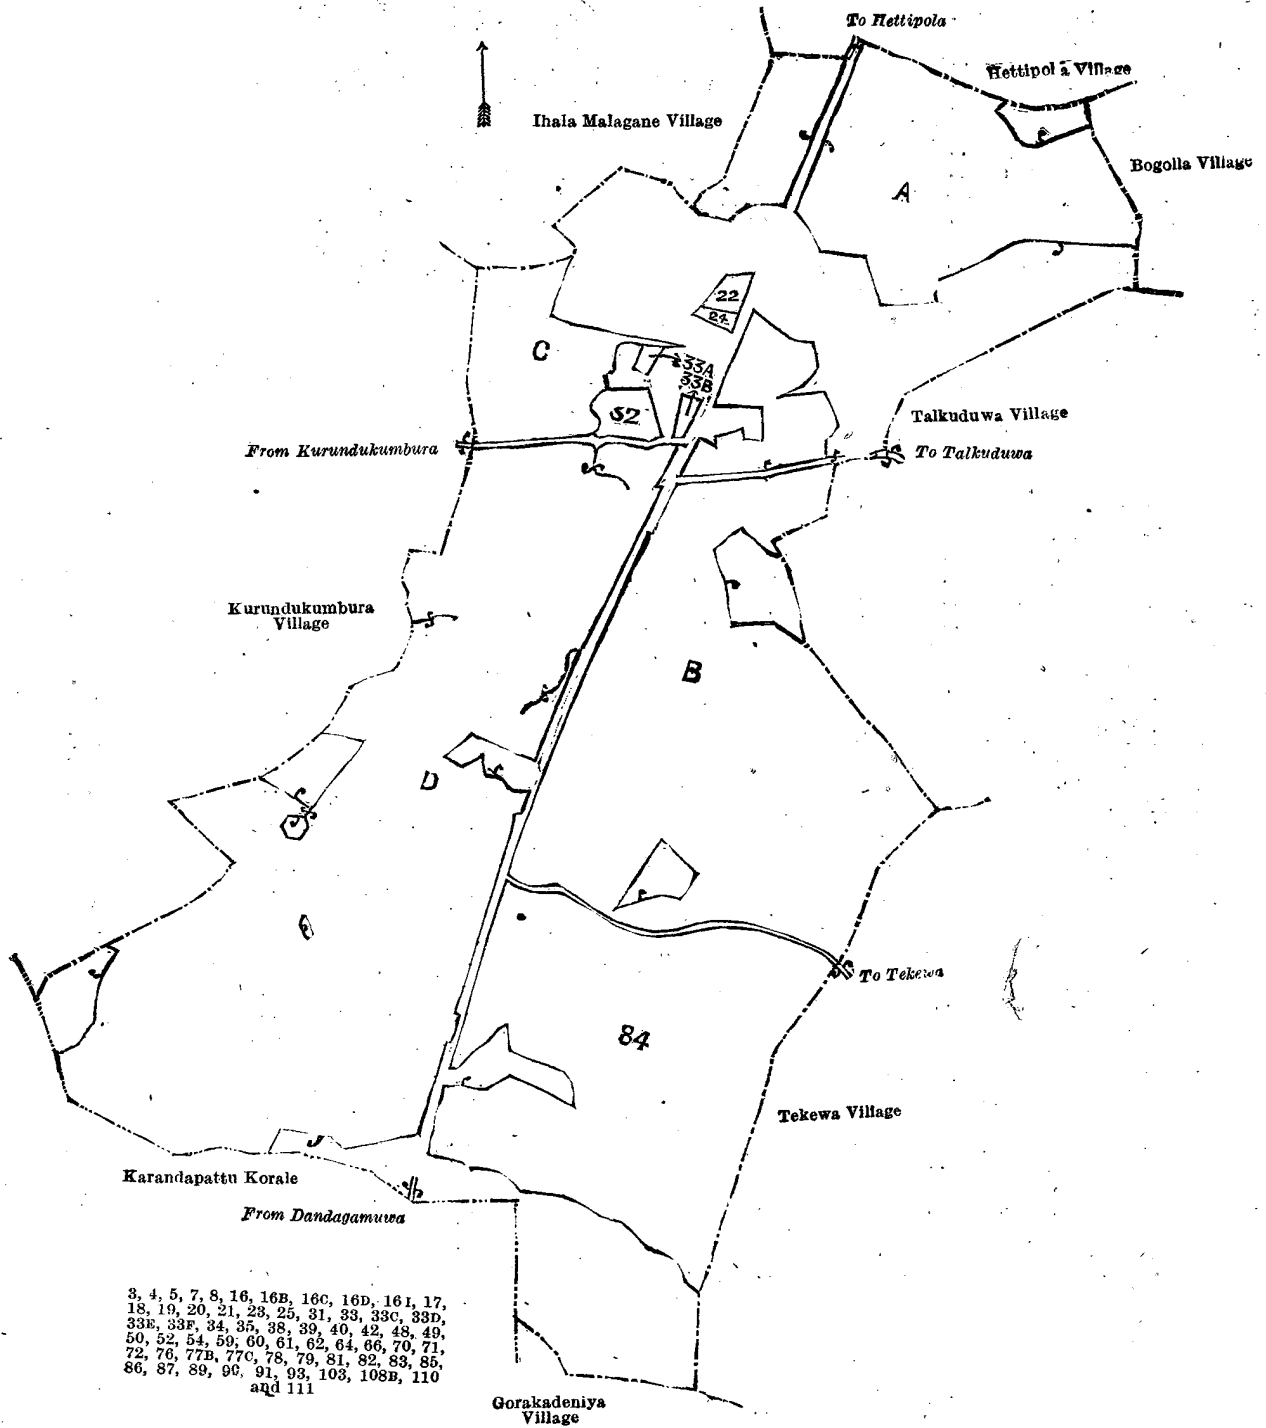 To Hettipola
Hettipola Village
Ihala Malagane Village
Bogolla Village
A
22
24
C
33A
33B
52
Talkuduwa Village
From Kurundukumbura
To Talkuduwa
Kurundukumbura
Village
B
D
To Tekewa
84
Tekewa Village
Karandapattu Korale
From Dandagamuwa
3, 4, 5, 7, 8, 16, 16B, 16C, 16D, 16I, 17,
18, 19, 20, 21, 23, 25, 31, 33, 33C, 33D,
33E, 33F, 34, 35, 38, 39, 40, 42, 48, 49,
50, 52, 54, 59, 60, 61, 62, 64, 66, 70, 71,
72, 76, 77B, 77C, 78, 79, 81, 82, 83, 85,
86, 87, 89, 90, 91, 93, 103, 108B, 110
and 111
Gorakadeniya
Village